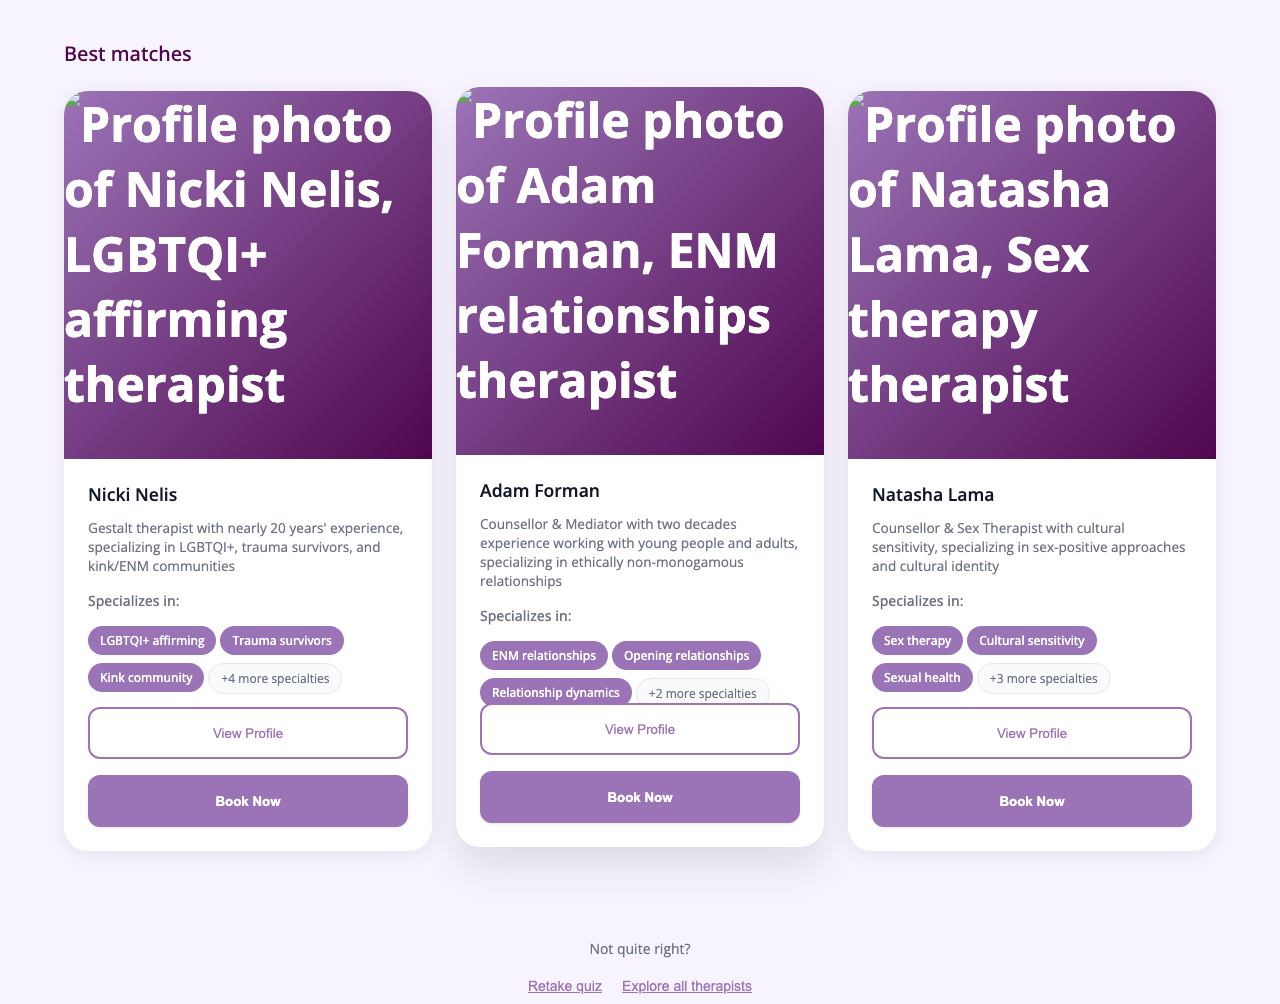 Best matches
Profile photo
of Nicki Nelis,
LGBTQI+
affirming
therapist
Nicki Nelis
Gestalt therapist with nearly 20 years' experience,
specializing in LGBTQI+, trauma survivors, and
kink/ENM communities
Specializes in:
LGBTQI+ affirming
Trauma survivors
Kink community
+4 more specialties
View Profile
Book Now
Profile photo
of Adam
Forman, ENM
relationships
therapist
Adam Forman
Counsellor & Mediator with two decades
experience working with young people and adults,
specializing in ethically non-monogamous
relationships
Specializes in:
ENM relationships
Opening relationships
Relationship dynamics
+2 more specialties
View Profile
Book Now
Profile photo
of Natasha
Lama, Sex
therapy
therapist
Natasha Lama
Counsellor & Sex Therapist with cultural
sensitivity, specializing in sex-positive approaches
and cultural identity
Specializes in:
Sex therapy
Cultural sensitivity
Sexual health
+3 more specialties
View Profile
Book Now
Not quite right?
Retake quiz
Explore all therapists